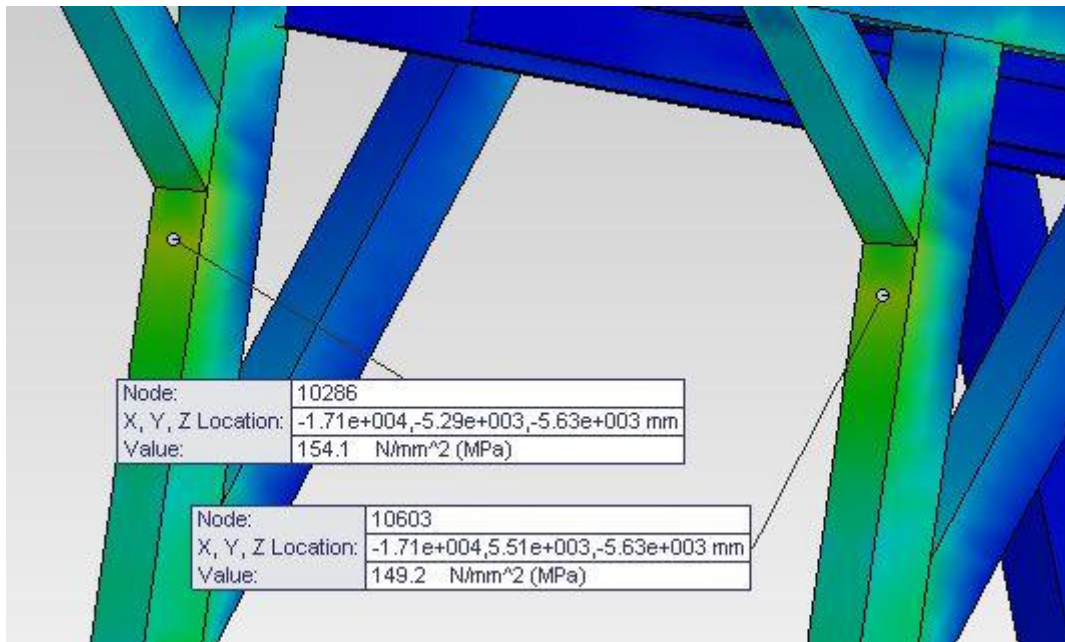 Node: 10286
X, Y, Z Location: -1.71e+004,-5.29e+003,-5.63e+003 mm
Value: 154.1 N/mm^2 (MPa)
Node: 10603
X, Y, Z Location: -1.71e+004,5.51e+003,-5.63e+003 mm
Value: 149.2 N/mm^2 (MPa)